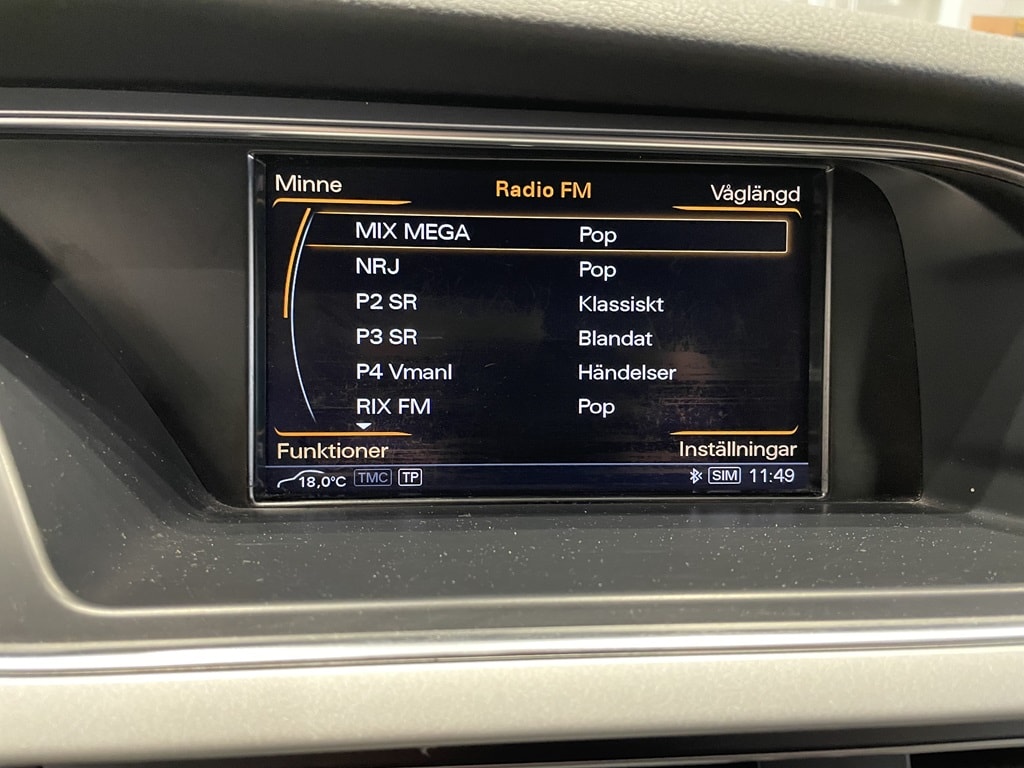 Minne Radio FM Våglängd
MIX MEGA Pop
NRJ Pop
P2 SR Klassiskt
P3 SR Blandat
P4 Vmanl Händelser
RIX FM Pop
Funktioner Inställningar
18,0°C TMC TP SIM 11:49